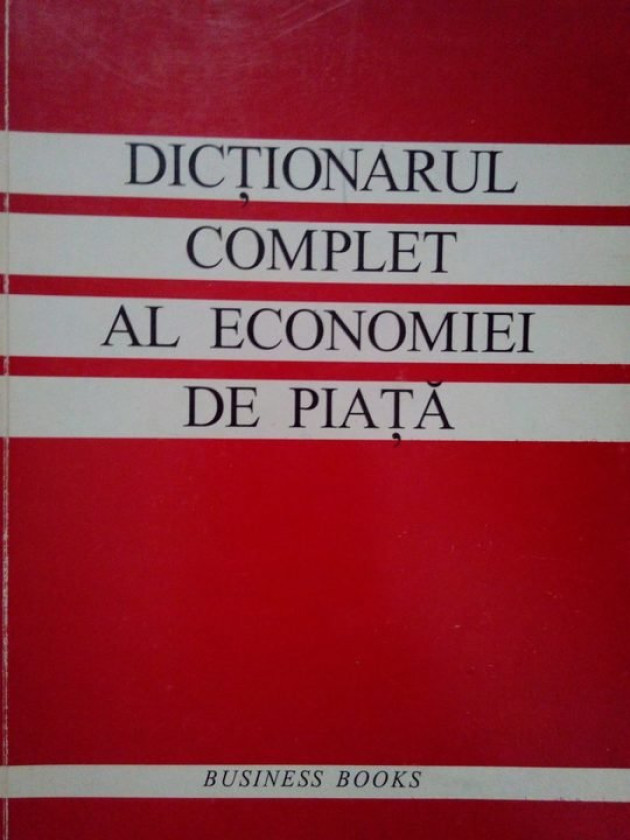 DICȚIONARUL
COMPLET
AL ECONOMIEI
DE PIAȚĂ
BUSINESS BOOKS